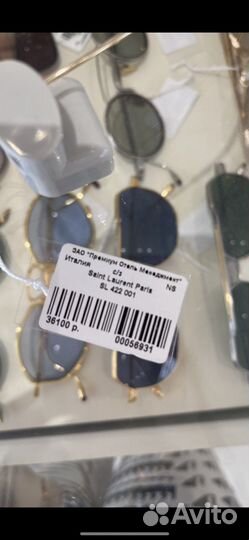 ЗАО "Премиум Отель Менеджмент"
с/з NS
Италия
Saint Laurent Paris
SL 422 001
36100 р.
00056931
Avito